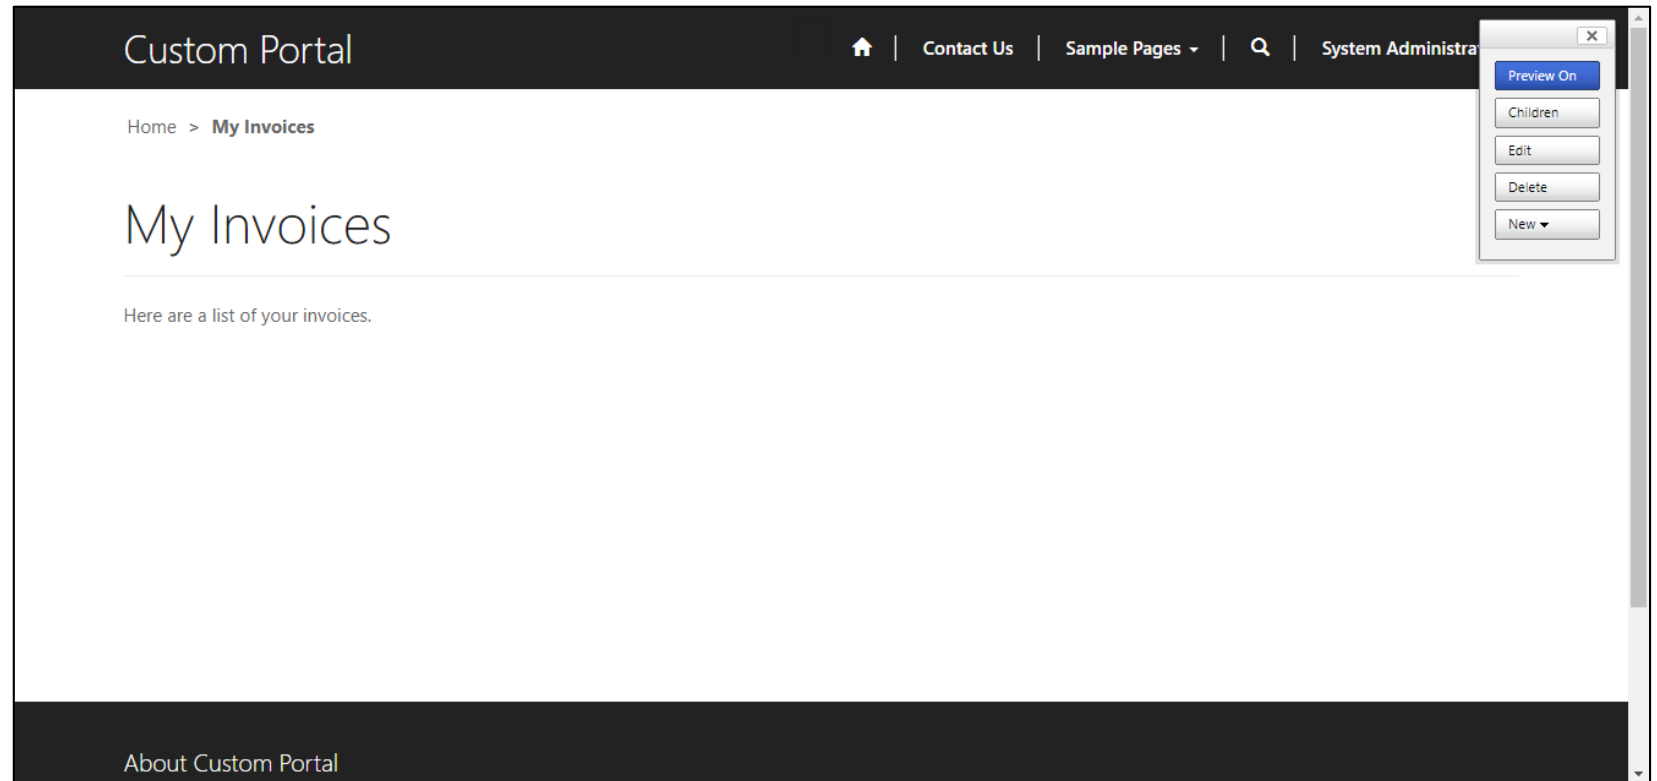 Custom Portal
Contact Us
Sample Pages
System Administra
Preview On
Children
Edit
Delete
New
Home > My Invoices
My Invoices
Here are a list of your invoices.
About Custom Portal